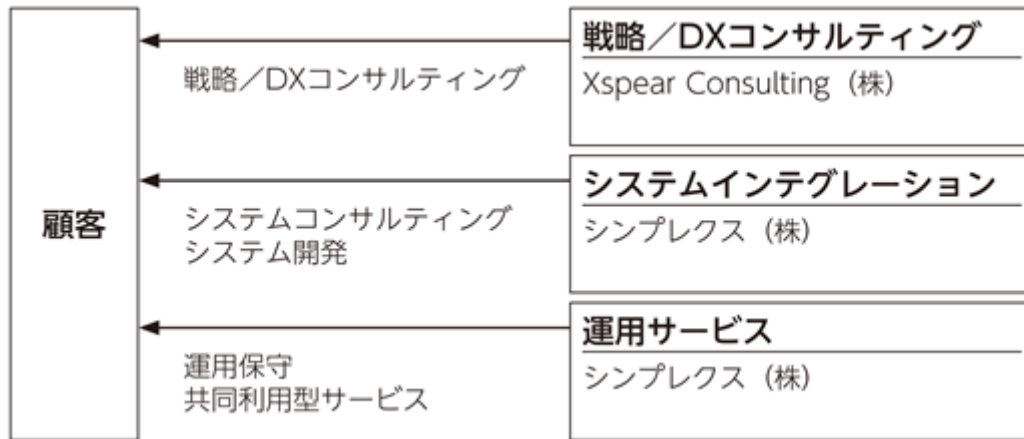 顧客
戦略／DXコンサルティング
戦略／DXコンサルティング
Xspear Consulting（株）
システムコンサルティング
システム開発
システムインテグレーション
シンプレクス（株）
運用保守
共同利用型サービス
運用サービス
シンプレクス（株）